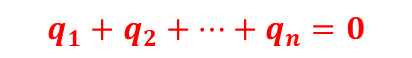 q₁ + q₂ + ⋯ + qₙ = 0